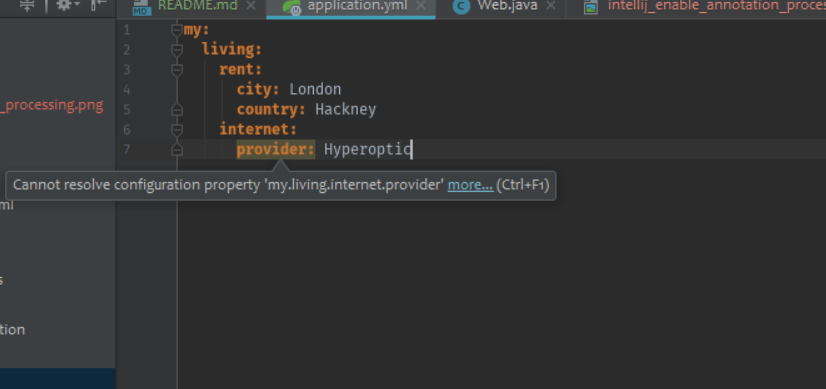 README.md
application.yml
Web.java
intellij_enable_annotation_proces
1 my:
2 living:
3 rent:
4 city: London
5 country: Hackney
6 internet:
7 provider: Hyperoptic
_processing.png
Cannot resolve configuration property 'my.living.internet.provider' more... (Ctrl+F1)
ml
s
tion